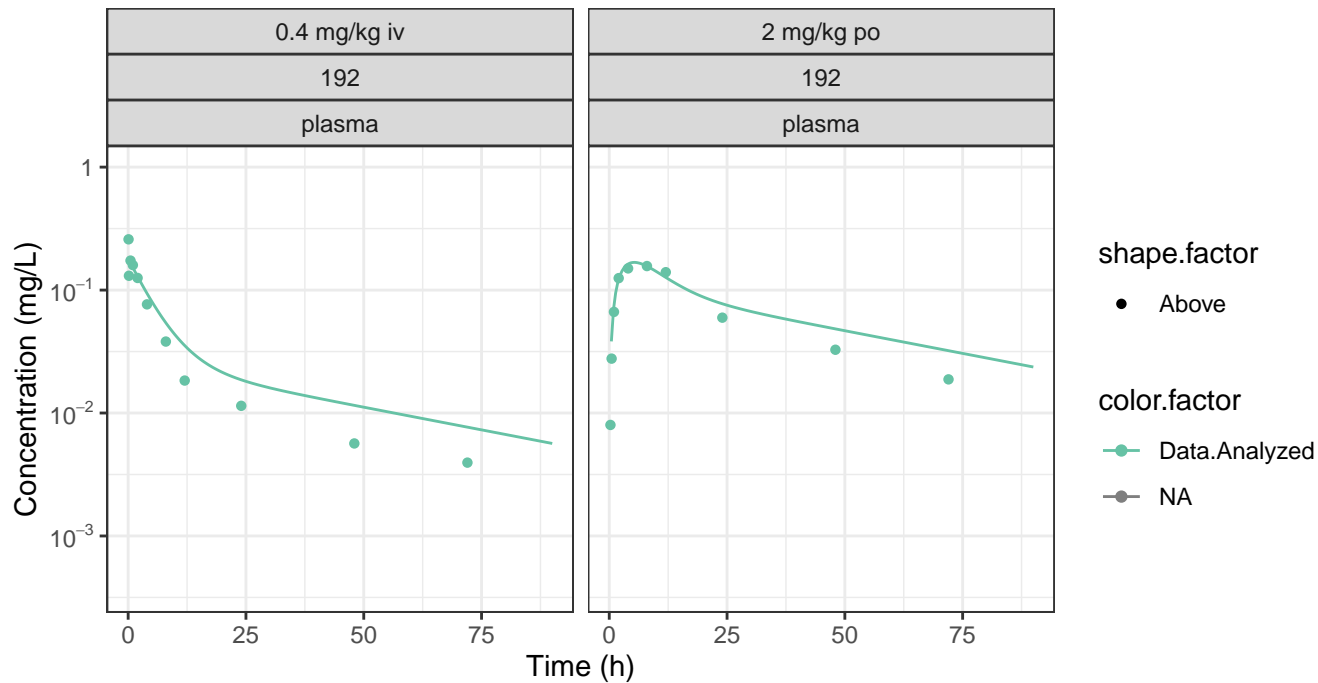 0.4 mg/kg iv
192
plasma
2 mg/kg po
192
plasma
Concentration (mg/L)
1
10⁻¹
10⁻²
10⁻³
0 25 50 75
0 25 50 75
Time (h)
shape.factor
Above
color.factor
Data.Analyzed
NA